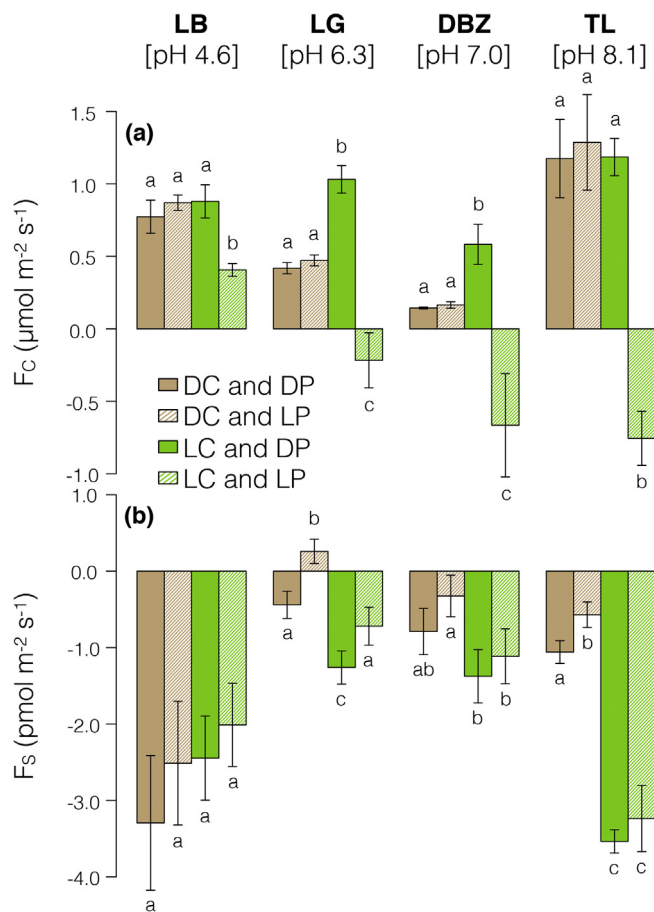 LB LG DBZ TL
[pH 4.6] [pH 6.3] [pH 7.0] [pH 8.1]
(a)
1.5
1.0
0.5
0.0
-0.5
-1.0
F_C (µmol m⁻² s⁻¹)
a a a b
a a b c
a a b c
a a a b
DC and DP
DC and LP
LC and DP
LC and LP
(b)
1.0
0.0
-1.0
-2.0
-3.0
-4.0
F_S (pmol m⁻² s⁻¹)
a a a a
a b c a
ab a b b
a b c c